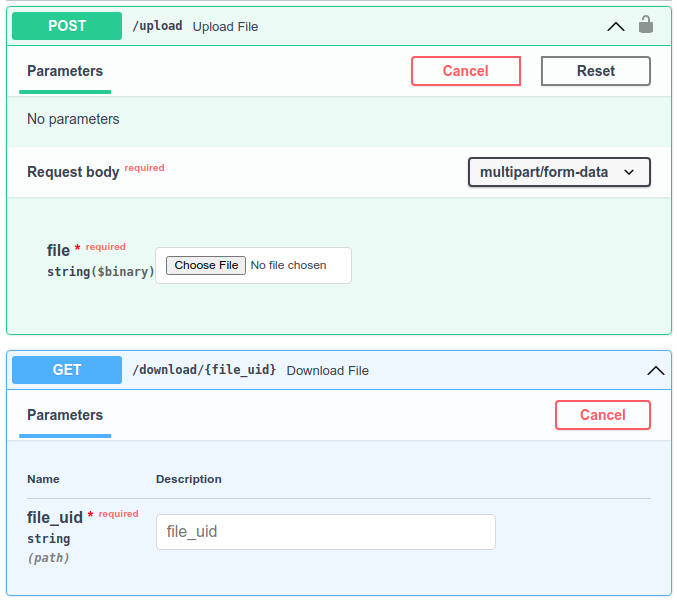 POST /upload Upload File
Parameters Cancel Reset
No parameters
Request body required multipart/form-data
file * required
string($binary) Choose File No file chosen
GET /download/{file_uid} Download File
Parameters Cancel
Name Description
file_uid * required
string
(path)
file_uid